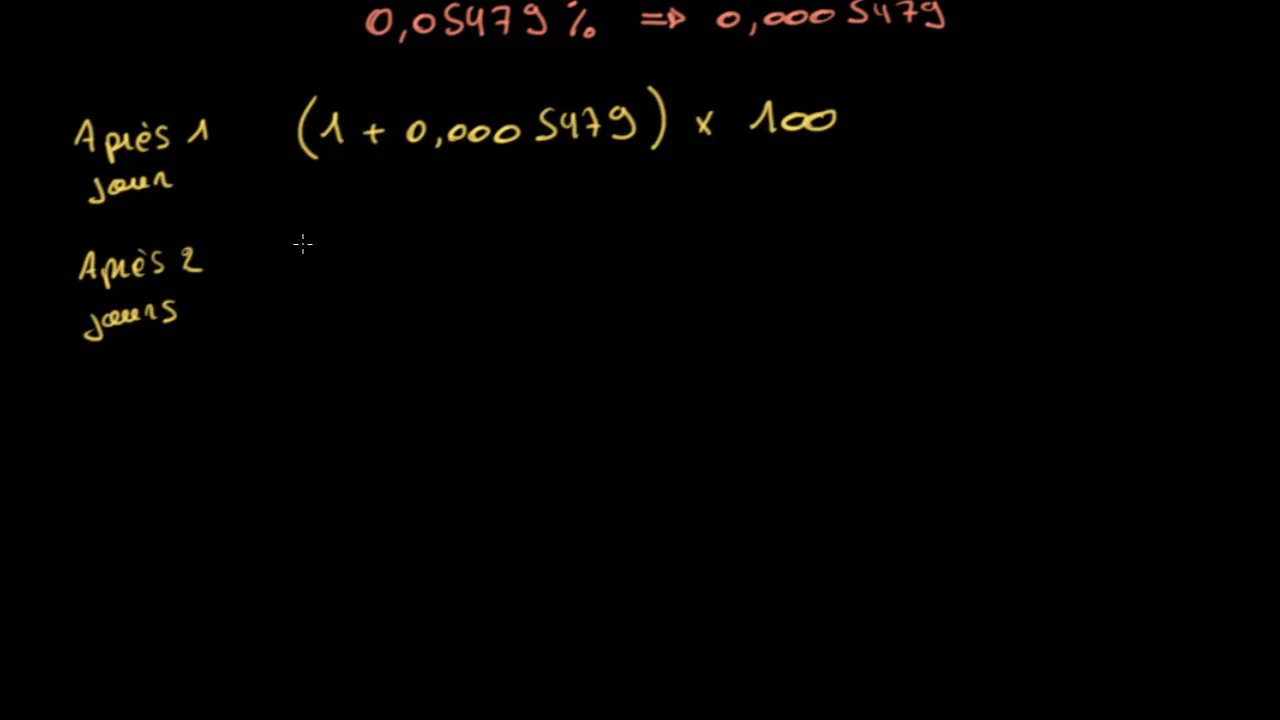 0,05479 % => 0,0005479
Après 1 (1 + 0,0005479) x 100
jour
Après 2
jours